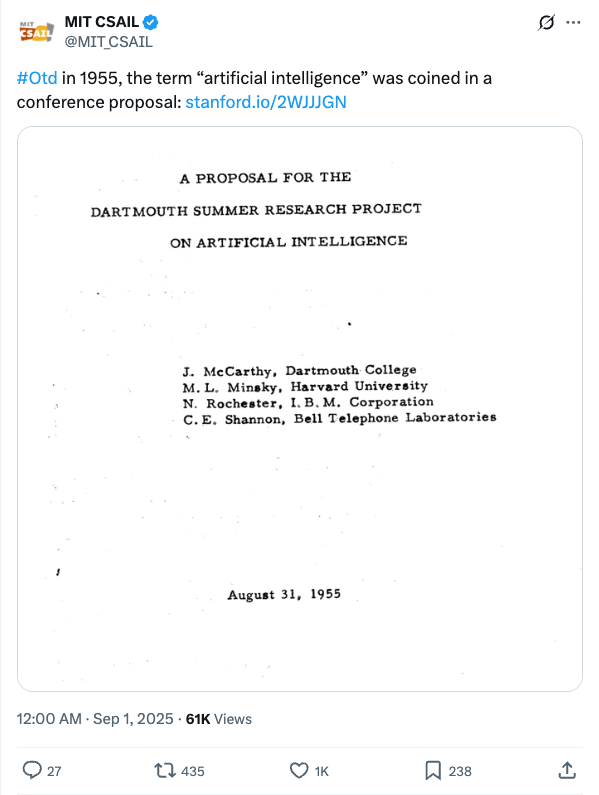 MIT CSAIL
@MIT_CSAIL
#Otd in 1955, the term “artificial intelligence” was coined in a
conference proposal: stanford.io/2WJJJGN
A PROPOSAL FOR THE
DARTMOUTH SUMMER RESEARCH PROJECT
ON ARTIFICIAL INTELLIGENCE
J. McCarthy, Dartmouth College
M. L. Minsky, Harvard University
N. Rochester, I. B. M. Corporation
C. E. Shannon, Bell Telephone Laboratories
August 31, 1955
12:00 AM · Sep 1, 2025 · 61K Views
27 435 1K 238